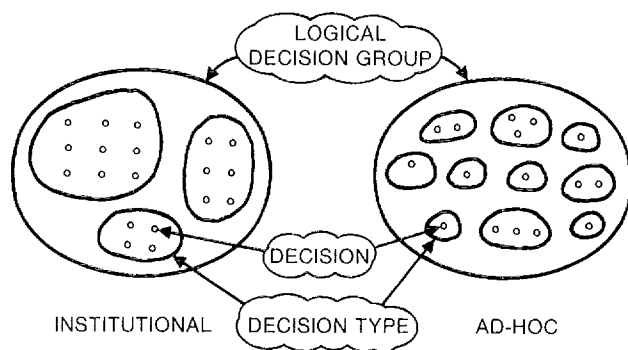 LOGICAL
DECISION GROUP
DECISION
INSTITUTIONAL
DECISION TYPE
AD-HOC